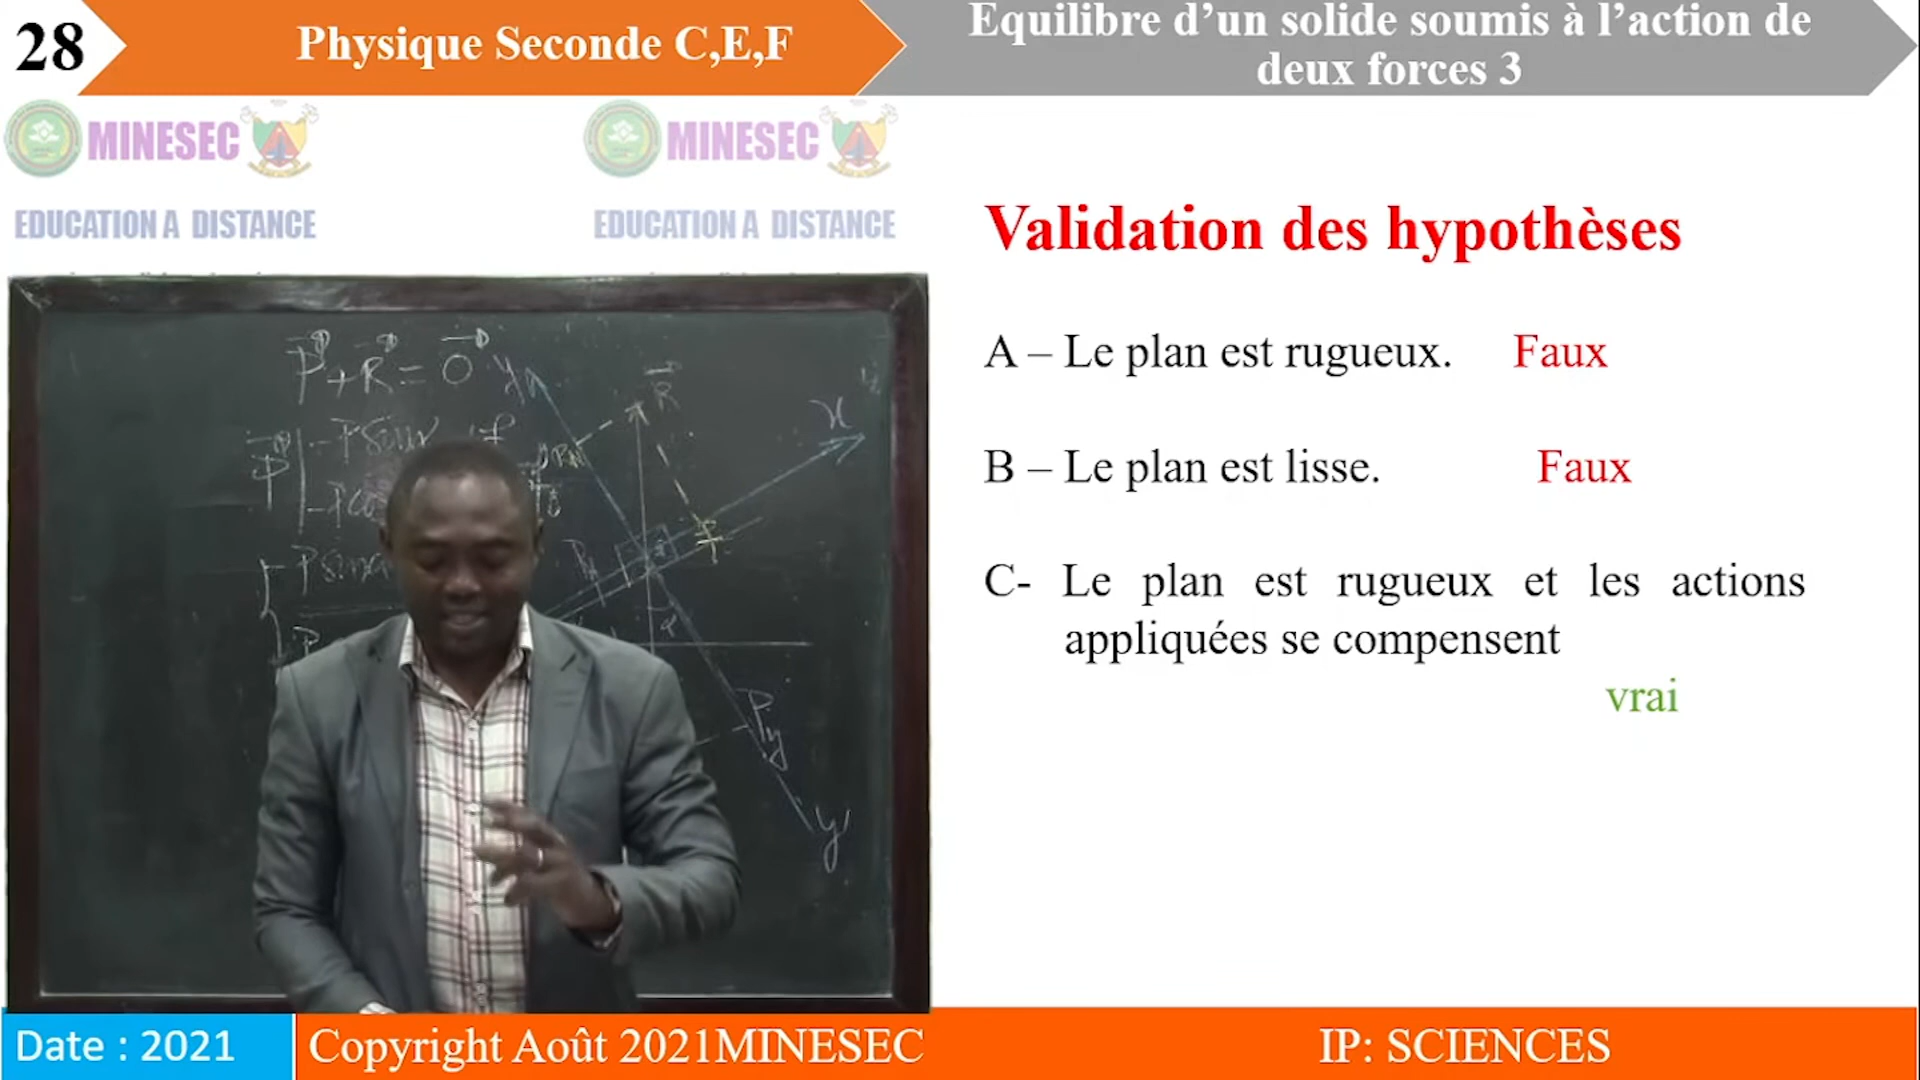 28
Physique Seconde C,E,F
Equilibre d’un solide soumis à l’action de
deux forces 3
MINESEC
EDUCATION A DISTANCE
MINESEC
EDUCATION A DISTANCE
Validation des hypothèses
A – Le plan est rugueux. Faux
B – Le plan est lisse. Faux
C- Le plan est rugueux et les actions
appliquées se compensent
vrai
P + R = 0
y
R
x
P
f
α
Py
y'
Date : 2021
Copyright Août 2021MINESEC
IP: SCIENCES